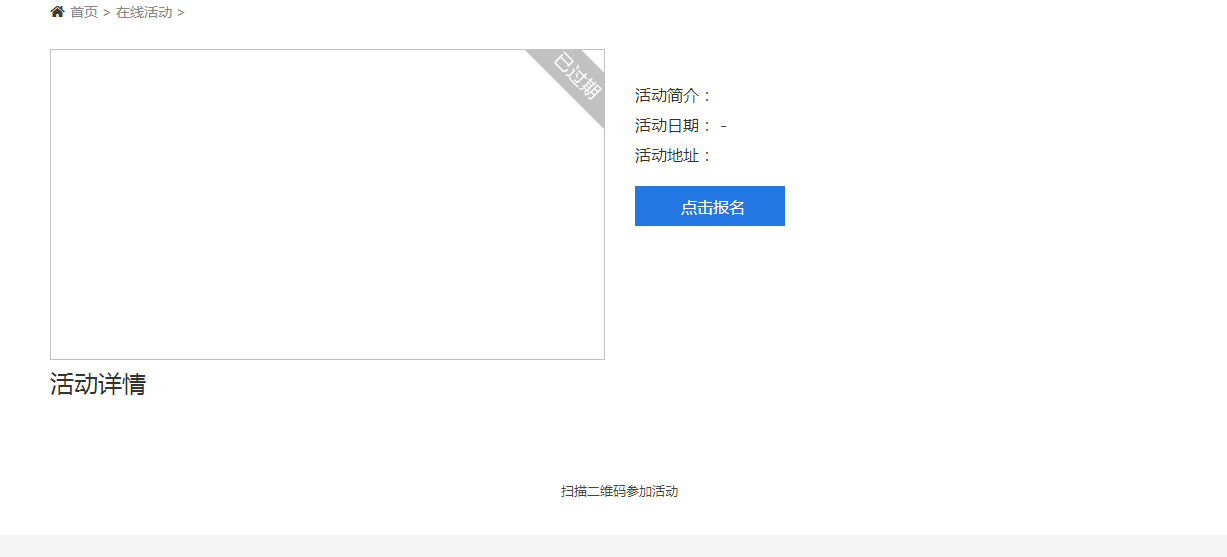 首页 > 在线活动 >
已过期
活动简介：
活动日期： -
活动地址：
点击报名
活动详情
扫描二维码参加活动